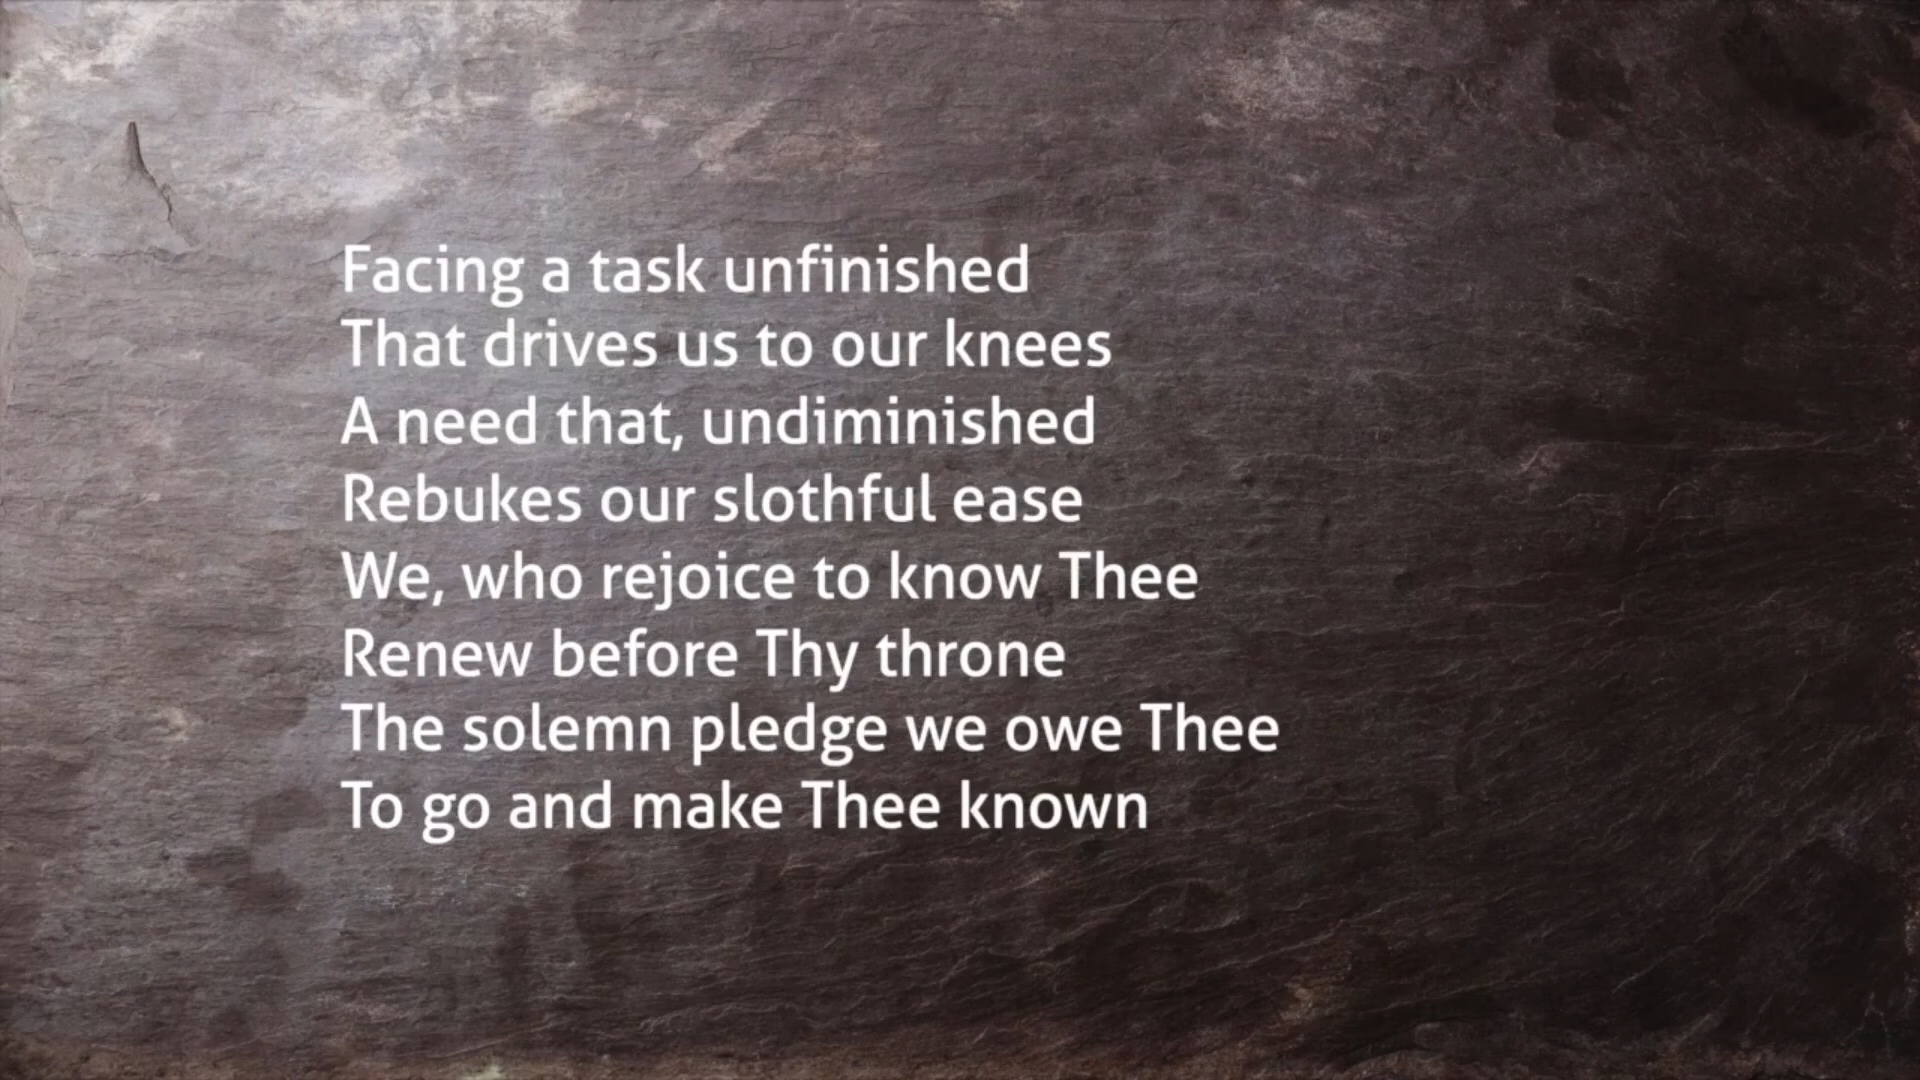 Facing a task unfinished
That drives us to our knees
A need that, undiminished
Rebukes our slothful ease
We, who rejoice to know Thee
Renew before Thy throne
The solemn pledge we owe Thee
To go and make Thee known